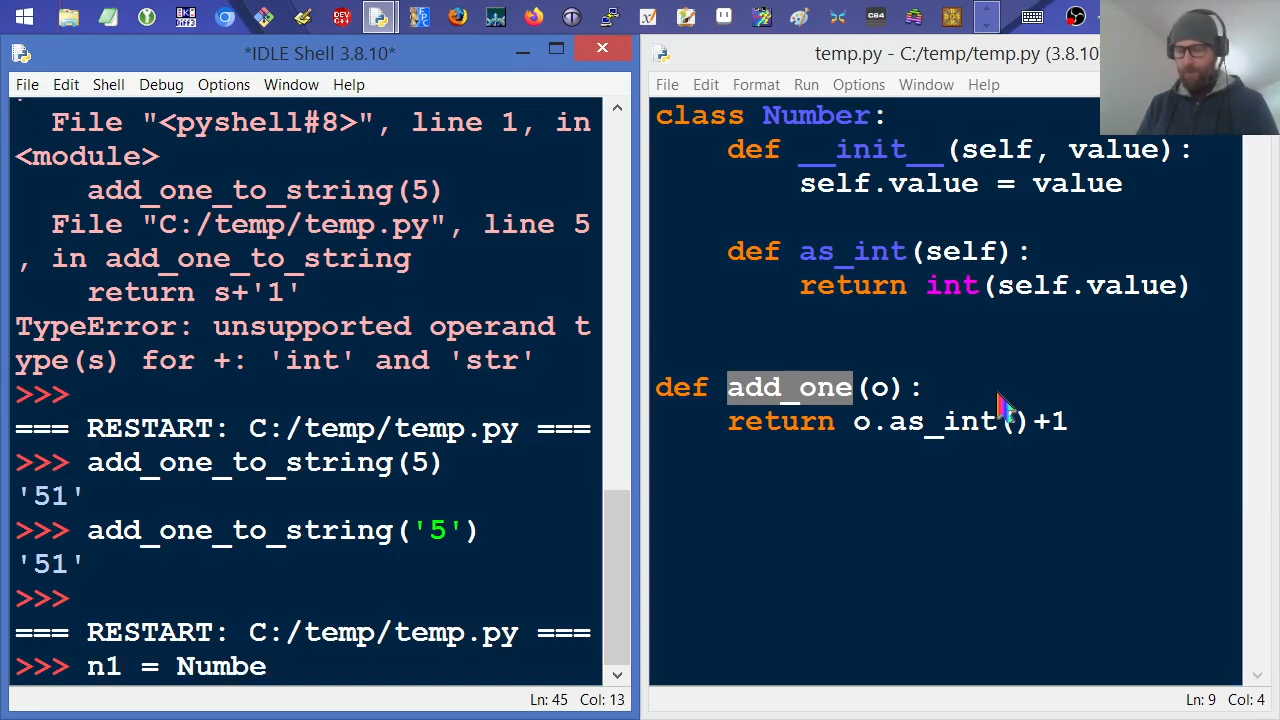 *IDLE Shell 3.8.10*
File Edit Shell Debug Options Window Help
File "<pyshell#8>", line 1, in
<module>
add_one_to_string(5)
File "C:/temp/temp.py", line 5
, in add_one_to_string
return s+'1'
TypeError: unsupported operand t
ype(s) for +: 'int' and 'str'
>>>
=== RESTART: C:/temp/temp.py ===
>>> add_one_to_string(5)
'51'
>>> add_one_to_string('5')
'51'
>>>
=== RESTART: C:/temp/temp.py ===
>>> n1 = Numbe
Ln: 45 Col: 13
temp.py - C:/temp/temp.py (3.8.10)
File Edit Format Run Options Window Help
class Number:
def __init__(self, value):
self.value = value
def as_int(self):
return int(self.value)
def add_one(o):
return o.as_int()+1
Ln: 9 Col: 4